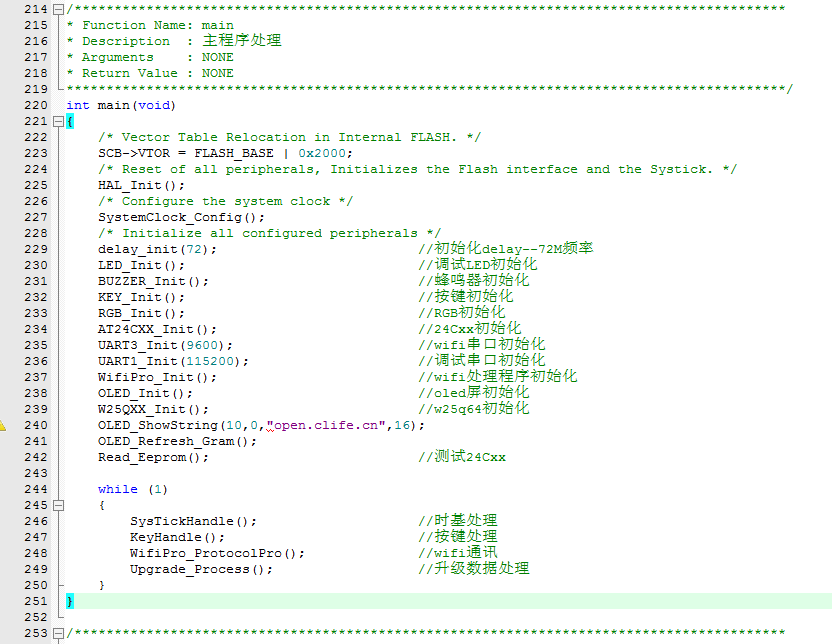 214 /******************************************************************************************
215 * Function Name: main
216 * Description  : 主程序处理
217 * Arguments    : NONE
218 * Return Value : NONE
219 ******************************************************************************************/
220 int main(void)
221 {
222     /* Vector Table Relocation in Internal FLASH. */
223     SCB->VTOR = FLASH_BASE | 0x2000;
224     /* Reset of all peripherals, Initializes the Flash interface and the Systick. */
225     HAL_Init();
226     /* Configure the system clock */
227     SystemClock_Config();
228     /* Initialize all configured peripherals */
229     delay_init(72);                         //初始化delay--72M频率
230     LED_Init();                             //调试LED初始化
231     BUZZER_Init();                          //蜂鸣器初始化
232     KEY_Init();                             //按键初始化
233     RGB_Init();                             //RGB初始化
234     AT24CXX_Init();                         //24Cxx初始化
235     UART3_Init(9600);                       //wifi串口初始化
236     UART1_Init(115200);                     //调试串口初始化
237     WifiPro_Init();                         //wifi处理程序初始化
238     OLED_Init();                            //oled屏初始化
239     W25QXX_Init();                          //w25q64初始化
240     OLED_ShowString(10,0,"open.clife.cn",16);
241     OLED_Refresh_Gram();
242     Read_Eeprom();                          //测试24Cxx
243
244     while (1)
245     {
246         SysTickHandle();                    //时基处理
247         KeyHandle();                        //按键处理
248         WifiPro_ProtocolPro();              //wifi通讯
249         Upgrade_Process();                  //升级数据处理
250     }
251 }
252
253 /******************************************************************************************